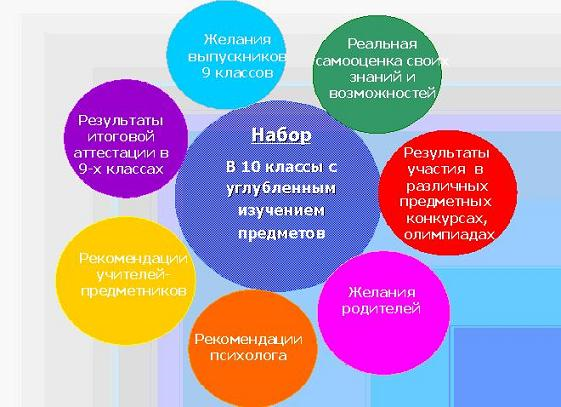 Желания
выпускников
9 классов
Реальная
самооценка своих
знаний и
возможностей
Результаты
итоговой
аттестации в
9-х классах
Набор
В 10 классы с
углубленным
изучением
предметов
Результаты
участия в
различных
предметных
конкурсах,
олимпиадах
Рекомендации
учителей-
предметников
Желания
родителей
Рекомендации
психолога